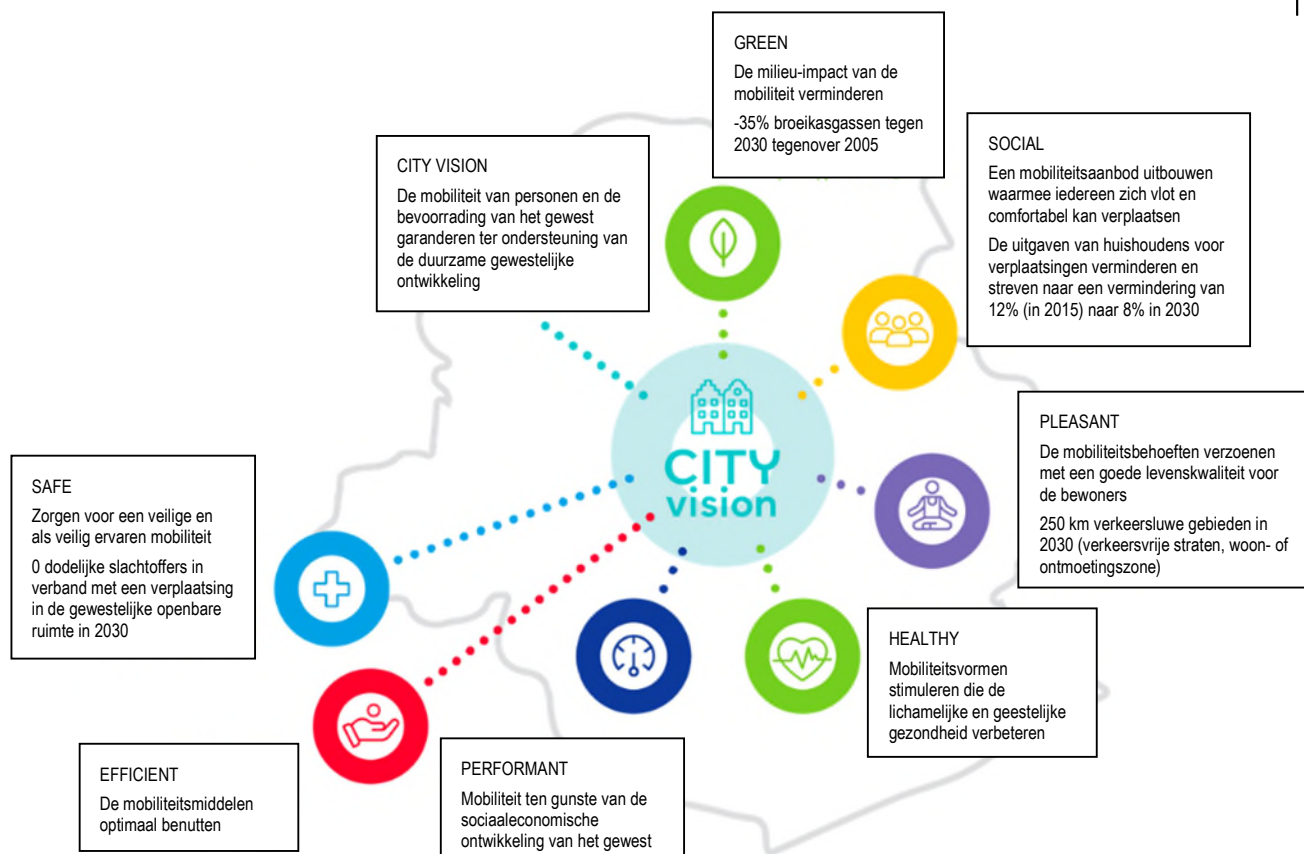 GREEN
De milieu-impact van de
mobiliteit verminderen
-35% broeikasgassen tegen
2030 tegenover 2005
SOCIAL
Een mobiliteitsaanbod uitbouwen
waarmee iedereen zich vlot en
comfortabel kan verplaatsen
De uitgaven van huishoudens voor
verplaatsingen verminderen en
streven naar een vermindering van
12% (in 2015) naar 8% in 2030
CITY VISION
De mobiliteit van personen en de
bevoorrading van het gewest
garanderen ter ondersteuning van
de duurzame gewestelijke
ontwikkeling
CITY
vision
PLEASANT
De mobiliteitsbehoeften verzoenen
met een goede levenskwaliteit voor
de bewoners
250 km verkeersluwe gebieden in
2030 (verkeersvrije straten, woon- of
ontmoetingszone)
SAFE
Zorgen voor een veilige en
als veilig ervaren mobiliteit
0 dodelijke slachtoffers in
verband met een verplaatsing
in de gewestelijke openbare
ruimte in 2030
HEALTHY
Mobiliteitsvormen
stimuleren die de
lichamelijke en geestelijke
gezondheid verbeteren
EFFICIENT
De mobiliteitsmiddelen
optimaal benutten
PERFORMANT
Mobiliteit ten gunste van de
sociaaleconomische
ontwikkeling van het gewest